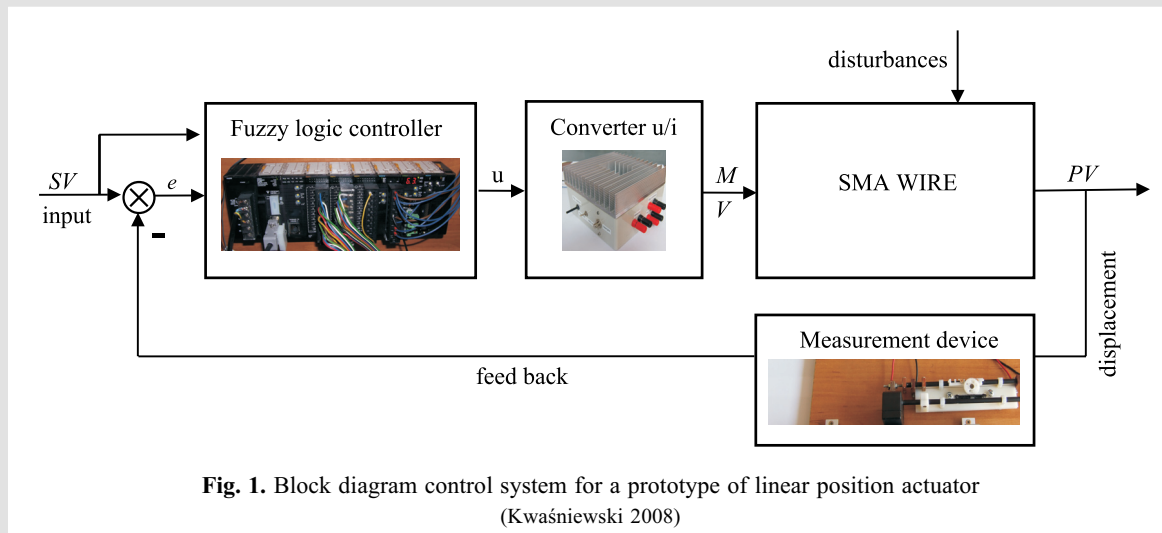 disturbances
Fuzzy logic controller
Converter u/i
SV
input
e
u
M
V
SMA WIRE
PV
displacement
Measurement device
feed back
Fig. 1. Block diagram control system for a prototype of linear position actuator
(Kwaśniewski 2008)